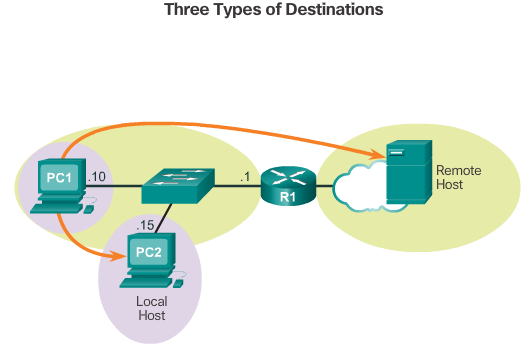 Three Types of Destinations
PC1
.10
.1
R1
Remote
Host
.15
PC2
Local
Host